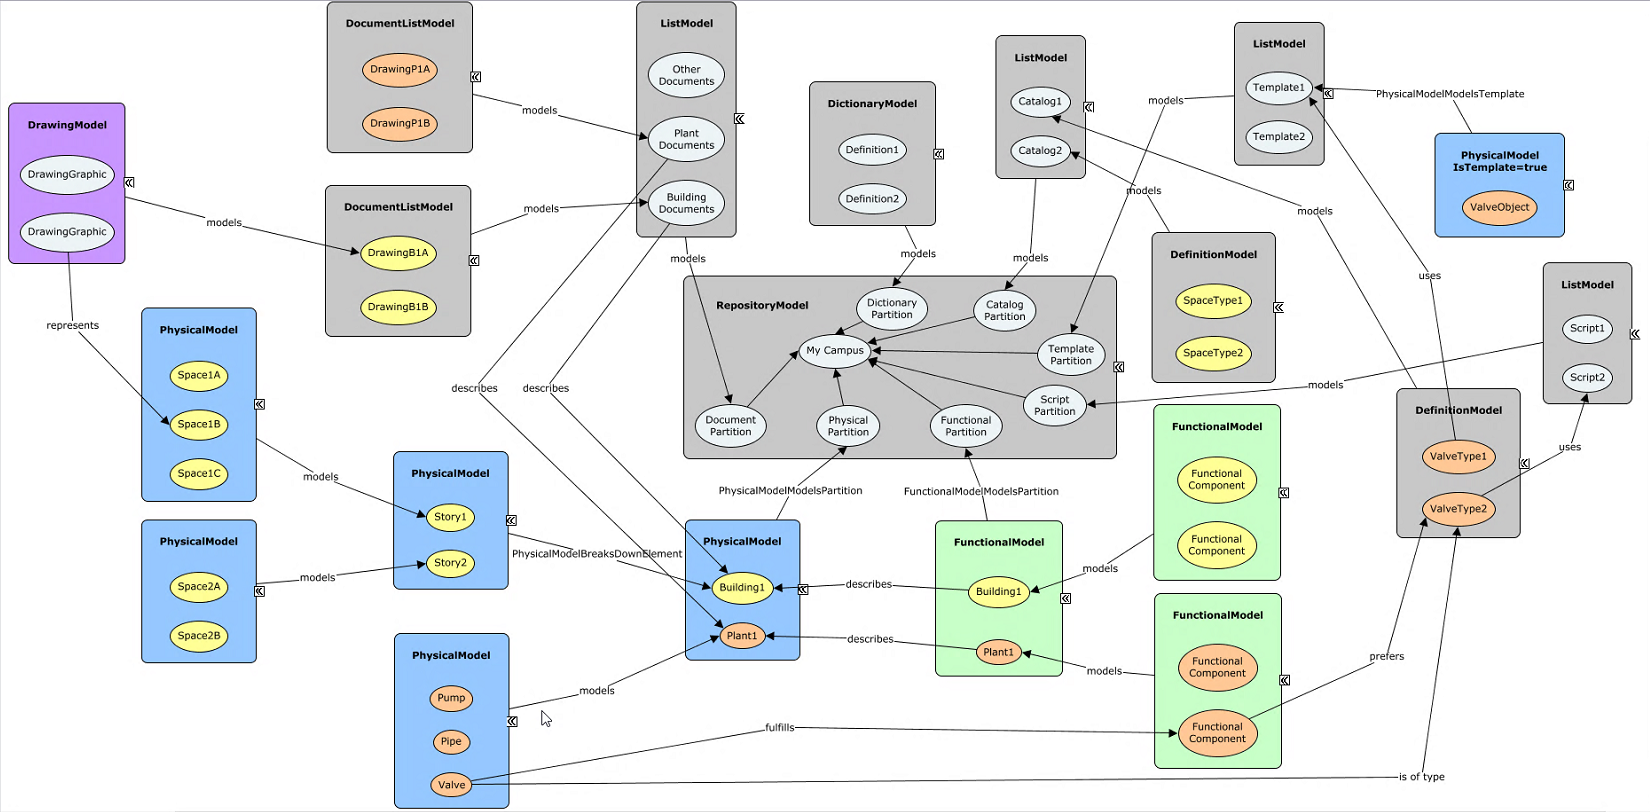 DrawingModel
DrawingGraphic
DrawingGraphic
models
represents
DocumentListModel
DrawingP1A
DrawingP1B
models
DocumentListModel
DrawingB1A
DrawingB1B
models
ListModel
Other
Documents
Plant
Documents
Building
Documents
models
describes
describes
DictionaryModel
Definition1
Definition2
models
ListModel
Catalog1
Catalog2
models
models
models
ListModel
Template1
Template2
models
PhysicalModelModelsTemplate
PhysicalModel
IsTemplate=true
ValveObject
uses
DefinitionModel
SpaceType1
SpaceType2
ListModel
Script1
Script2
models
uses
RepositoryModel
Dictionary
Partition
Catalog
Partition
My Campus
Template
Partition
Script
Partition
Document
Partition
Physical
Partition
Functional
Partition
PhysicalModelModelsPartition
FunctionalModelModelsPartition
PhysicalModel
Space1A
Space1B
Space1C
models
PhysicalModel
Space2A
Space2B
models
PhysicalModel
Story1
Story2
PhysicalModelBreaksDownElement
PhysicalModel
Building1
Plant1
describes
describes
FunctionalModel
Building1
Plant1
models
models
FunctionalModel
Functional
Component
Functional
Component
FunctionalModel
Functional
Component
Functional
Component
DefinitionModel
ValveType1
ValveType2
prefers
PhysicalModel
Pump
Pipe
Valve
models
fulfills
is of type